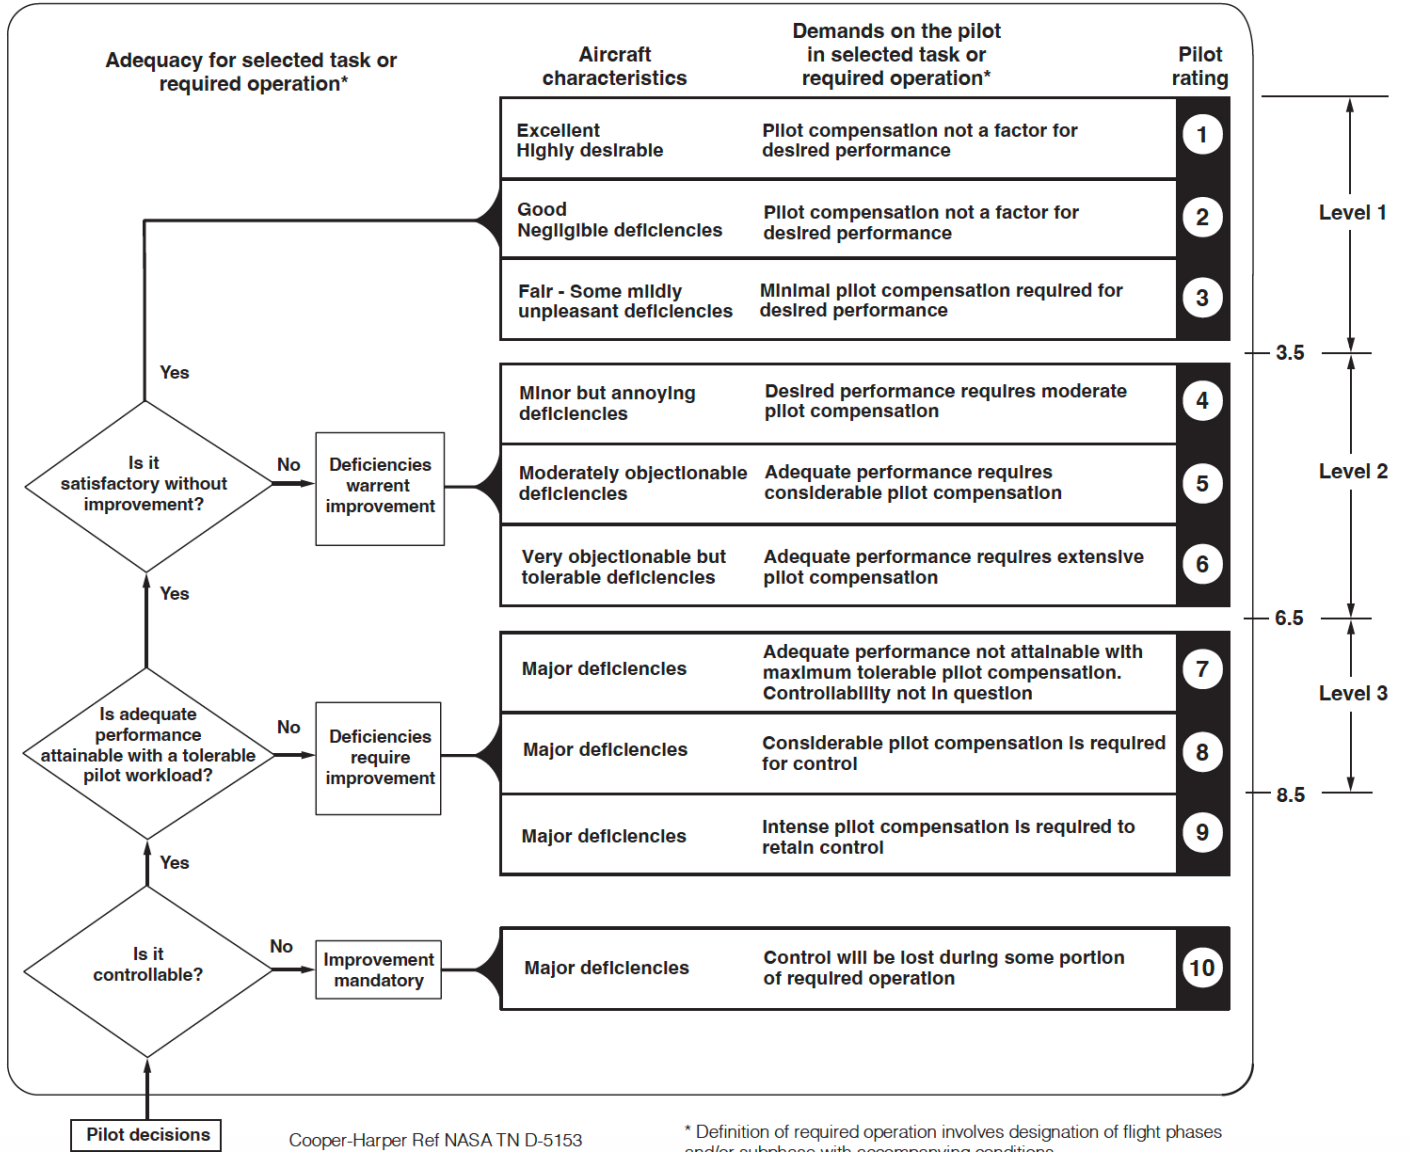 Adequacy for selected task or
required operation*
Aircraft
characteristics
Demands on the pilot
in selected task or
required operation*
Pilot
rating
Excellent
Highly desirable
Pilot compensation not a factor for
desired performance
1
Good
Negligible deficiencies
Pilot compensation not a factor for
desired performance
2
Fair - Some mildly
unpleasant deficiencies
Minimal pilot compensation required for
desired performance
3
Level 1
3.5
Yes
Is it
satisfactory without
improvement?
No
Deficiencies
warrent
improvement
Minor but annoying
deficiencies
Desired performance requires moderate
pilot compensation
4
Moderately objectionable
deficiencies
Adequate performance requires
considerable pilot compensation
5
Very objectionable but
tolerable deficiencies
Adequate performance requires extensive
pilot compensation
6
Level 2
6.5
Yes
Is adequate
performance
attainable with a tolerable
pilot workload?
No
Deficiencies
require
improvement
Major deficiencies
Adequate performance not attainable with
maximum tolerable pilot compensation.
Controllability not in question
7
Major deficiencies
Considerable pilot compensation is required
for control
8
Major deficiencies
Intense pilot compensation is required to
retain control
9
Level 3
8.5
Yes
Is it
controllable?
No
Improvement
mandatory
Major deficiencies
Control will be lost during some portion
of required operation
10
Pilot decisions
Cooper-Harper Ref NASA TN D-5153
* Definition of required operation involves designation of flight phases
and/or subphase with accompanying conditions